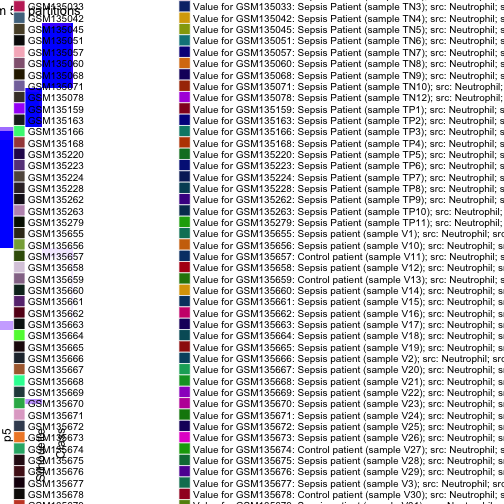 m 5 partitions
GSM135033 Value for GSM135033: Sepsis Patient (sample TN3); src: Neutrophil; s
GSM135042 Value for GSM135042: Sepsis Patient (sample TN4); src: Neutrophil; s
GSM135045 Value for GSM135045: Sepsis Patient (sample TN5); src: Neutrophil; s
GSM135051 Value for GSM135051: Sepsis Patient (sample TN6); src: Neutrophil; s
GSM135057 Value for GSM135057: Sepsis Patient (sample TN7); src: Neutrophil; s
GSM135060 Value for GSM135060: Sepsis Patient (sample TN8); src: Neutrophil; s
GSM135068 Value for GSM135068: Sepsis Patient (sample TN9); src: Neutrophil; s
GSM135071 Value for GSM135071: Sepsis Patient (sample TN10); src: Neutrophil;
GSM135078 Value for GSM135078: Sepsis Patient (sample TN12); src: Neutrophil;
GSM135159 Value for GSM135159: Sepsis Patient (sample TP1); src: Neutrophil; s
GSM135163 Value for GSM135163: Sepsis Patient (sample TP2); src: Neutrophil; s
GSM135166 Value for GSM135166: Sepsis Patient (sample TP3); src: Neutrophil; s
GSM135168 Value for GSM135168: Sepsis Patient (sample TP4); src: Neutrophil; s
GSM135220 Value for GSM135220: Sepsis Patient (sample TP5); src: Neutrophil; s
GSM135223 Value for GSM135223: Sepsis Patient (sample TP6); src: Neutrophil; s
GSM135224 Value for GSM135224: Sepsis Patient (sample TP7); src: Neutrophil; s
GSM135228 Value for GSM135228: Sepsis Patient (sample TP8); src: Neutrophil; s
GSM135262 Value for GSM135262: Sepsis Patient (sample TP9); src: Neutrophil; s
GSM135263 Value for GSM135263: Sepsis Patient (sample TP10); src: Neutrophil; s
GSM135279 Value for GSM135279: Sepsis Patient (sample TP11); src: Neutrophil; s
GSM135655 Value for GSM135655: Sepsis patient (sample V1); src: Neutrophil; src
GSM135656 Value for GSM135656: Sepsis patient (sample V10); src: Neutrophil; s
GSM135657 Value for GSM135657: Control patient (sample V11); src: Neutrophil; s
GSM135658 Value for GSM135658: Sepsis patient (sample V12); src: Neutrophil; s
GSM135659 Value for GSM135659: Control patient (sample V13); src: Neutrophil; s
GSM135660 Value for GSM135660: Sepsis patient (sample V14); src: Neutrophil; s
GSM135661 Value for GSM135661: Sepsis patient (sample V15); src: Neutrophil; s
GSM135662 Value for GSM135662: Sepsis patient (sample V16); src: Neutrophil; s
GSM135663 Value for GSM135663: Sepsis patient (sample V17); src: Neutrophil; s
GSM135664 Value for GSM135664: Sepsis patient (sample V18); src: Neutrophil; s
GSM135665 Value for GSM135665: Sepsis patient (sample V19); src: Neutrophil; s
GSM135666 Value for GSM135666: Sepsis patient (sample V2); src: Neutrophil; src
GSM135667 Value for GSM135667: Sepsis patient (sample V20); src: Neutrophil; s
GSM135668 Value for GSM135668: Sepsis patient (sample V21); src: Neutrophil; s
GSM135669 Value for GSM135669: Sepsis patient (sample V22); src: Neutrophil; s
GSM135670 Value for GSM135670: Sepsis patient (sample V23); src: Neutrophil; s
GSM135671 Value for GSM135671: Sepsis patient (sample V24); src: Neutrophil; s
GSM135672 Value for GSM135672: Sepsis patient (sample V25); src: Neutrophil; s
GSM135673 Value for GSM135673: Sepsis patient (sample V26); src: Neutrophil; s
GSM135674 Value for GSM135674: Control patient (sample V27); src: Neutrophil; s
GSM135675 Value for GSM135675: Sepsis patient (sample V28); src: Neutrophil; s
GSM135676 Value for GSM135676: Sepsis patient (sample V29); src: Neutrophil; s
GSM135677 Value for GSM135677: Sepsis patient (sample V3); src: Neutrophil; src
GSM135678 Value for GSM135678: Control patient (sample V30); src: Neutrophil; s
p5